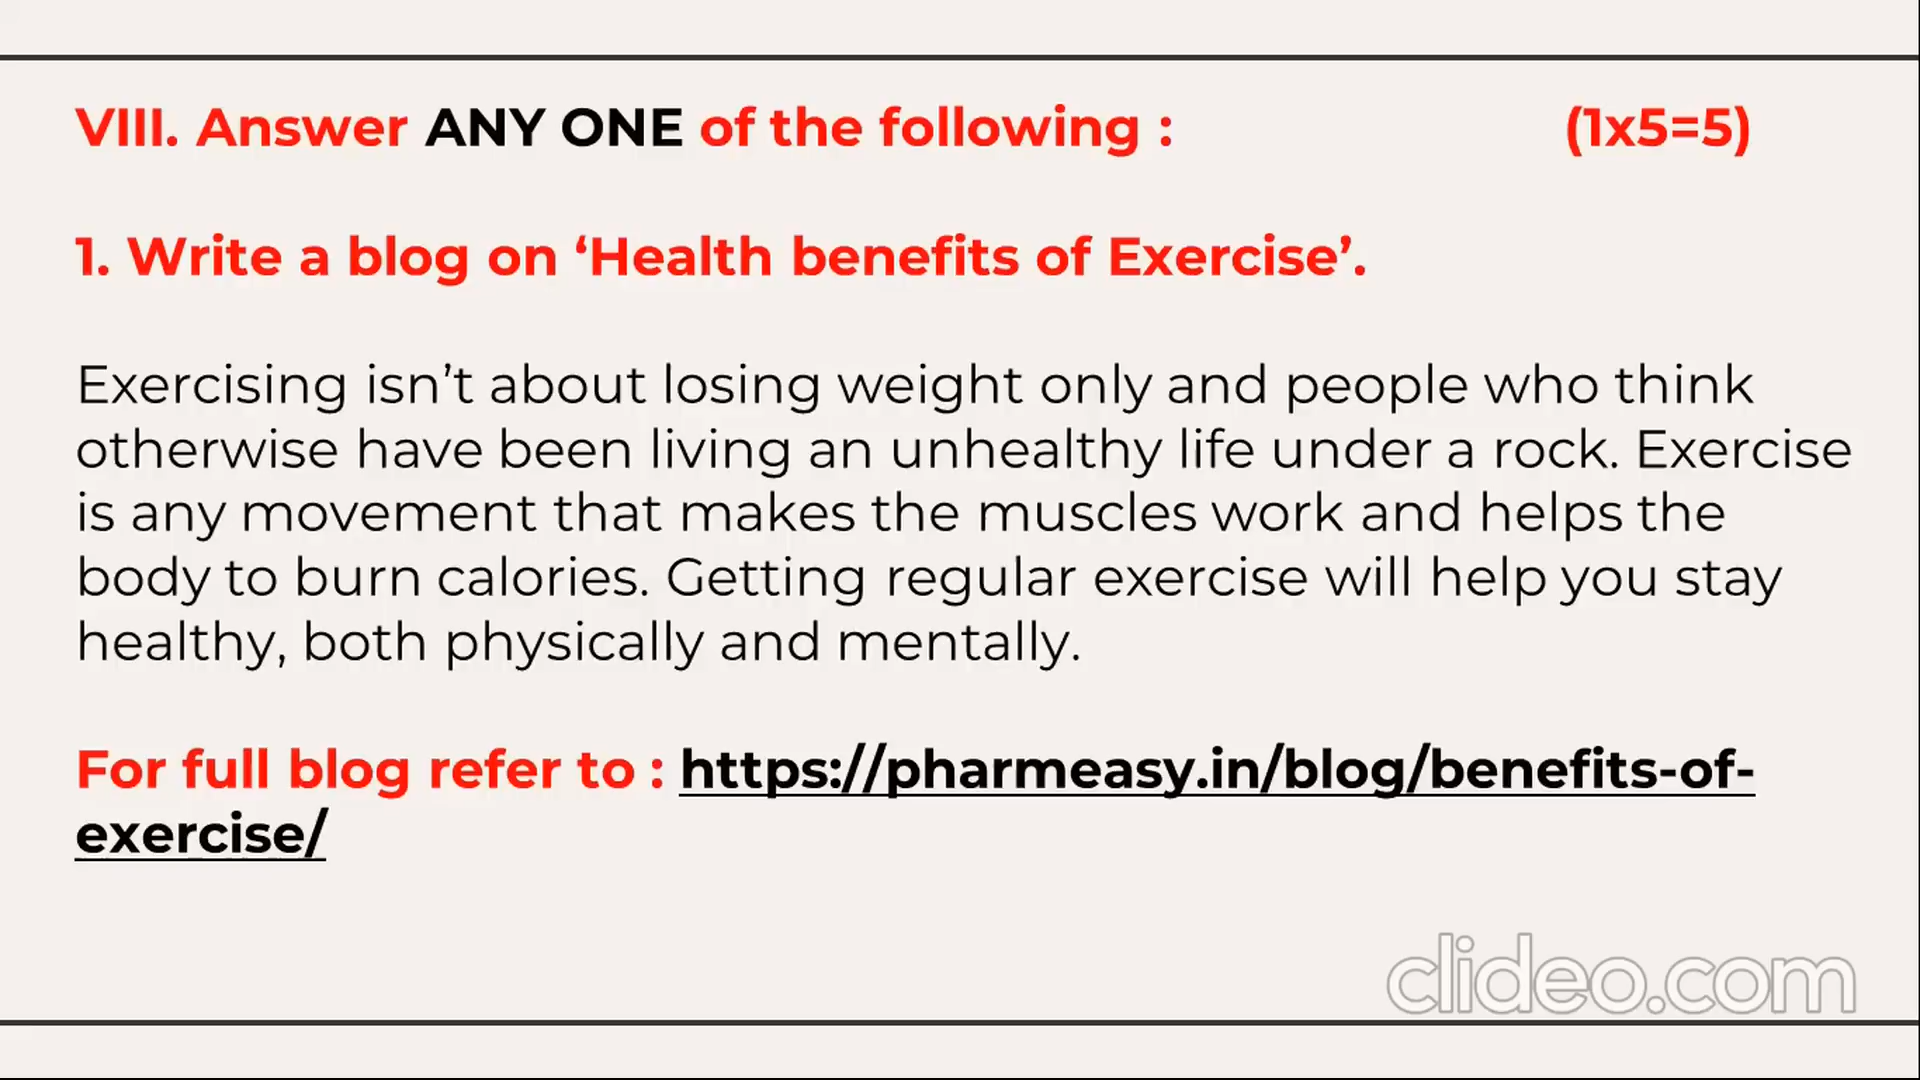 VIII. Answer ANY ONE of the following : (1x5=5)
1. Write a blog on ‘Health benefits of Exercise’.
Exercising isn’t about losing weight only and people who think
otherwise have been living an unhealthy life under a rock. Exercise
is any movement that makes the muscles work and helps the
body to burn calories. Getting regular exercise will help you stay
healthy, both physically and mentally.
For full blog refer to : https://pharmeasy.in/blog/benefits-of-
exercise/
clideo.com